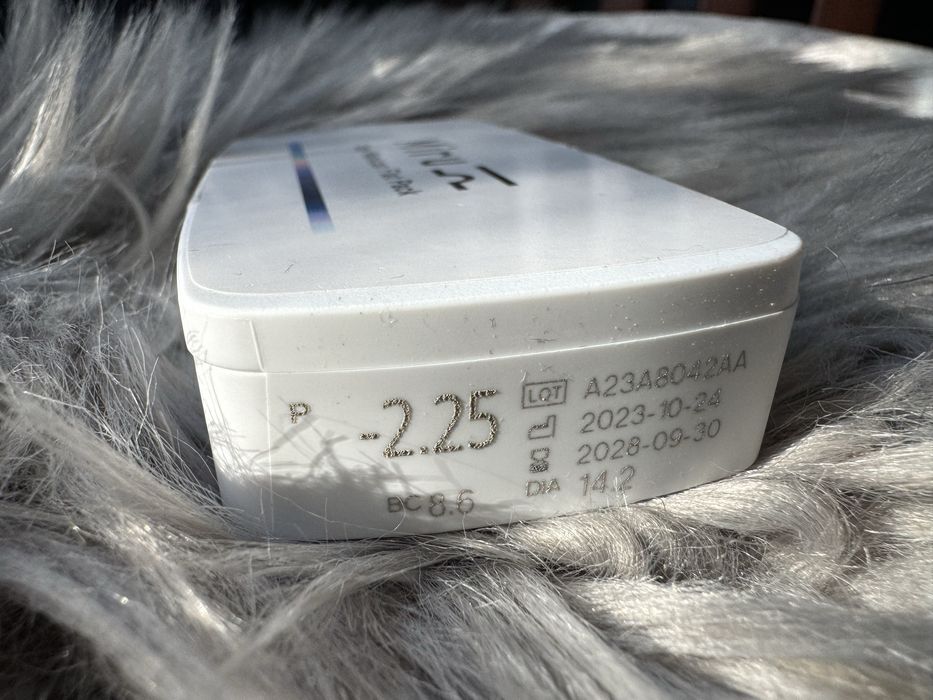 P -2.25
BC 8.6
LOT A23A8042AA
2023-10-24
2028-09-30
DIA 14.2